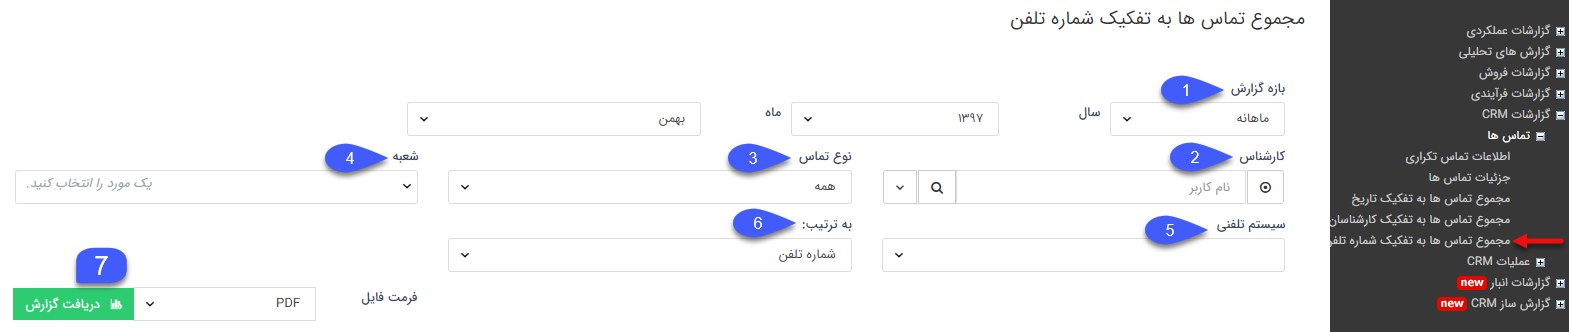 مجموع تماس ها به تفکیک شماره تلفن
بازه گزارش 1
ماهانه سال ۱۳۹۷ ماه بهمن
کارشناس 2 نوع تماس 3 شعبه 4
نام کاربر همه یک مورد را انتخاب کنید.
سیستم تلفنی 5 به ترتیب: 6
شماره تلفن
7
فرمت فایل PDF دریافت گزارش
گزارشات عملکردی
گزارش های تحلیلی
گزارشات فروش
گزارشات فرآیندی
گزارشات CRM
تماس ها
اطلاعات تماس تکراری
جزئیات تماس ها
مجموع تماس ها به تفکیک تاریخ
مجموع تماس ها به تفکیک کارشناسان
مجموع تماس ها به تفکیک شماره تلفن
عملیات CRM
گزارشات انبار new
گزارش ساز CRM new